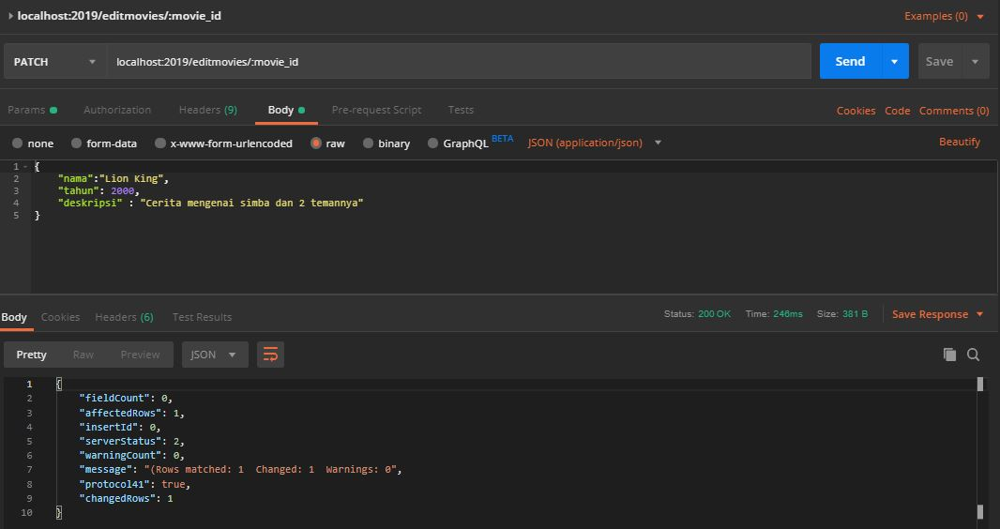 localhost:2019/editmovies/:movie_id
Examples (0)
PATCH
localhost:2019/editmovies/:movie_id
Send
Save
Params
Authorization
Headers (9)
Body
Pre-request Script
Tests
Cookies
Code
Comments (0)
none
form-data
x-www-form-urlencoded
raw
binary
GraphQL BETA
JSON (application/json)
Beautify
1 {
2 "nama":"Lion King",
3 "tahun": 2000,
4 "deskripsi" : "Cerita mengenai simba dan 2 temannya"
5 }
Body
Cookies
Headers (6)
Test Results
Status: 200 OK
Time: 246ms
Size: 381 B
Save Response
Pretty
Raw
Preview
JSON
1 {
2 "fieldCount": 0,
3 "affectedRows": 1,
4 "insertId": 0,
5 "serverStatus": 2,
6 "warningCount": 0,
7 "message": "(Rows matched: 1  Changed: 1  Warnings: 0",
8 "protocol41": true,
9 "changedRows": 1
10 }